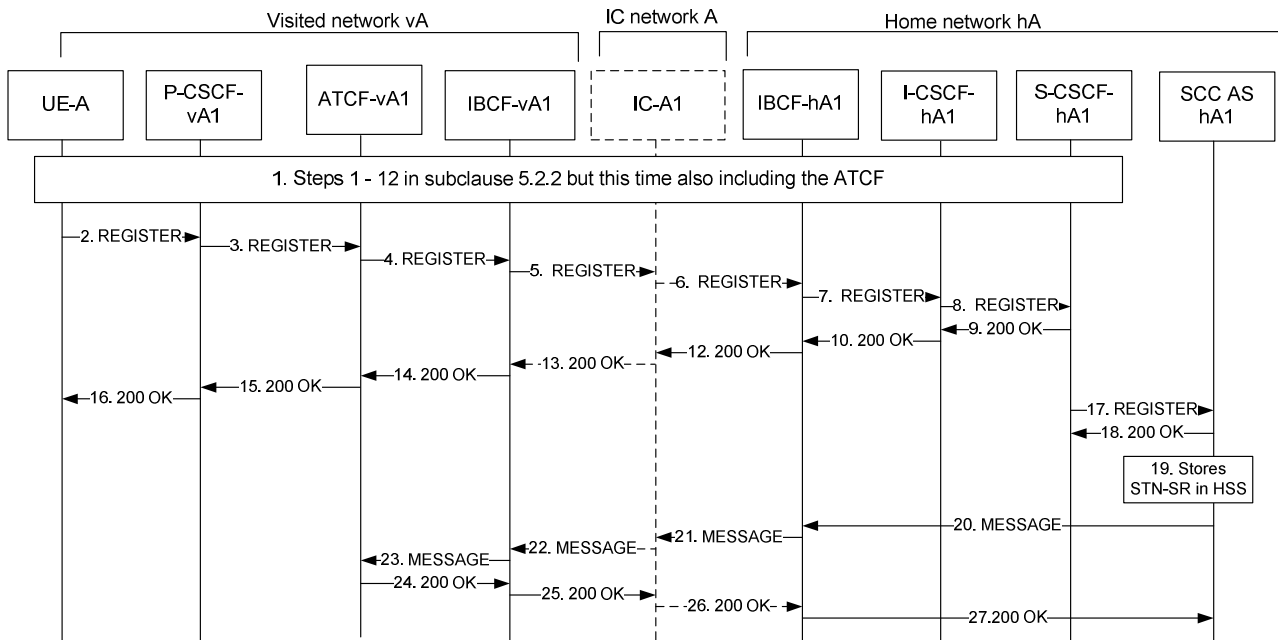 Visited network vA
IC network A
Home network hA
UE-A
P-CSCF-
vA1
ATCF-vA1
IBCF-vA1
IC-A1
IBCF-hA1
I-CSCF-
hA1
S-CSCF-
hA1
SCC AS
hA1
1. Steps 1 - 12 in subclause 5.2.2 but this time also including the ATCF
2. REGISTER
3. REGISTER
4. REGISTER
5. REGISTER
6. REGISTER
7. REGISTER
8. REGISTER
9. 200 OK
10. 200 OK
12. 200 OK
13. 200 OK
14. 200 OK
15. 200 OK
16. 200 OK
17. REGISTER
18. 200 OK
19. Stores
STN-SR in HSS
20. MESSAGE
21. MESSAGE
22. MESSAGE
23. MESSAGE
24. 200 OK
25. 200 OK
26. 200 OK
27.200 OK